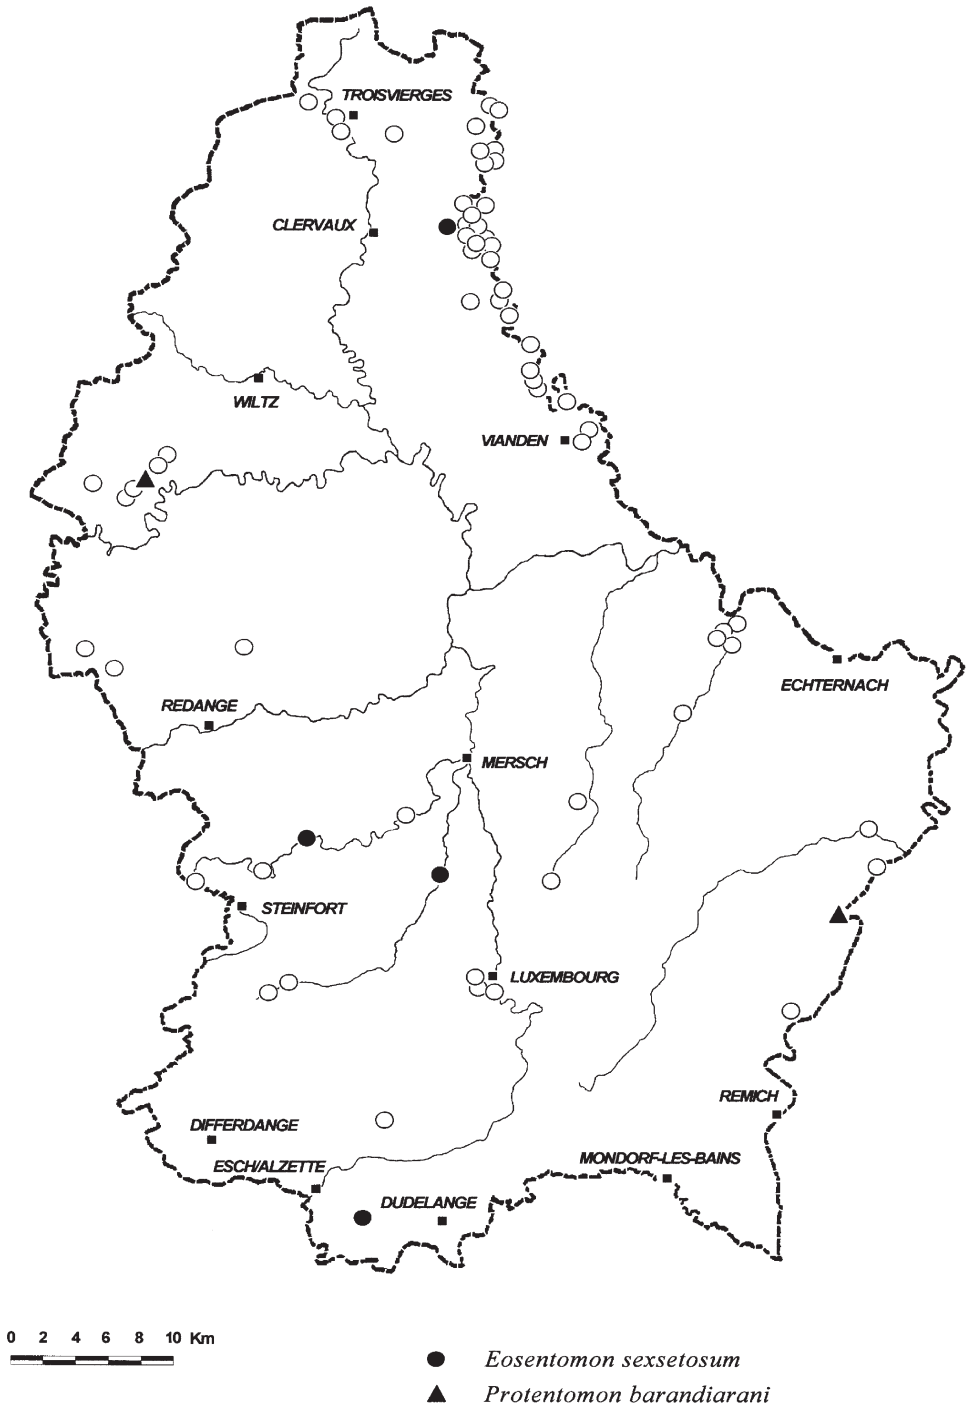 TROISVIERGES
CLERVAUX
WILTZ
VIANDEN
ECHTERNACH
REDANGE
MERSCH
STEINFORT
LUXEMBOURG
REMICH
DIFFERDANGE
MONDORF-LES-BAINS
ESCH/ALZETTE
DUDELANGE
0 2 4 6 8 10 Km
Eosentomon sexsetosum
Protentomon barandiarani